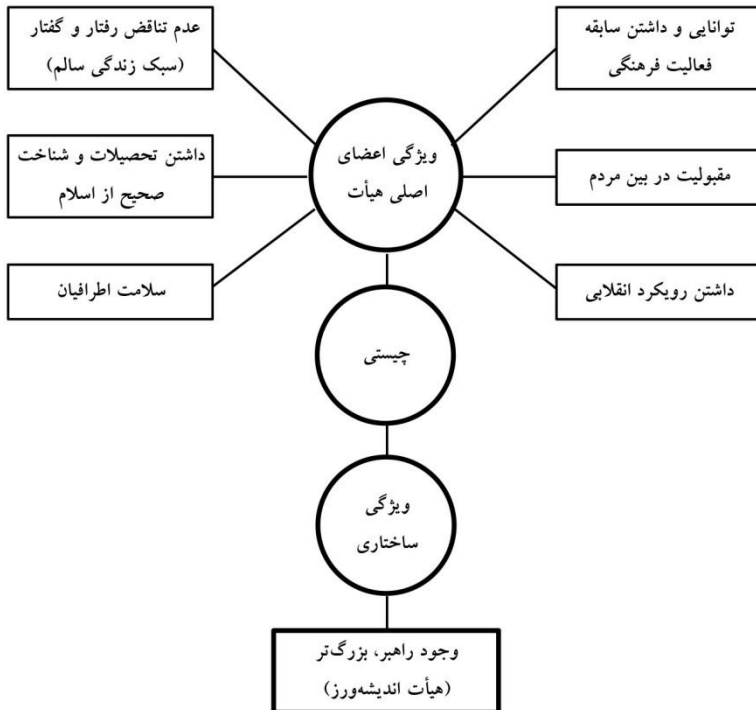 توانایی و داشتن سابقه
فعالیت فرهنگی
عدم تناقض رفتار و گفتار
(سبک زندگی سالم)
ویژگی اعضای
اصلی هیأت
مقبولیت در بین مردم
داشتن تحصیلات و شناخت
صحیح از اسلام
داشتن رویکرد انقلابی
سلامت اطرافیان
چیستی
ویژگی
ساختاری
وجود راهبر، بزرگ‌تر
(هیأت اندیشه‌ورز)